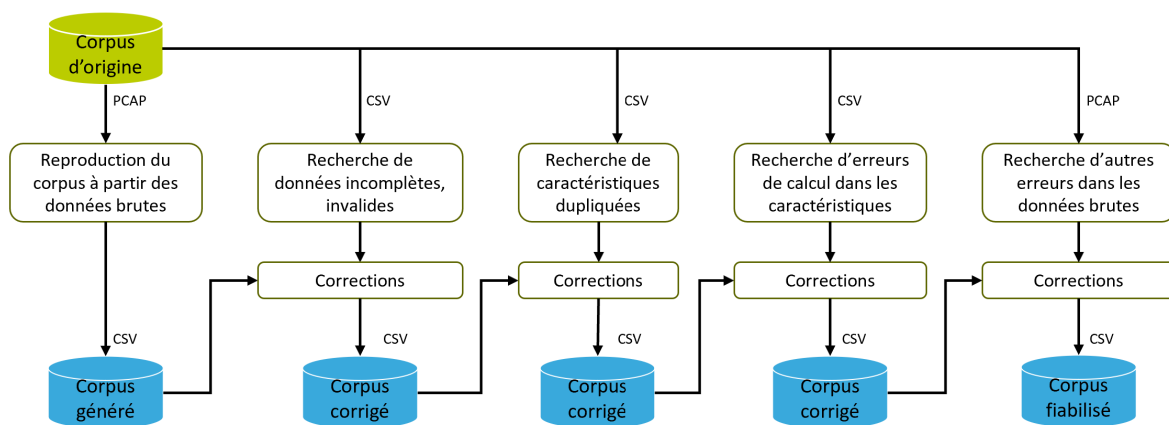 Corpus
d'origine
PCAP
CSV
CSV
CSV
PCAP
Reproduction du
corpus à partir des
données brutes
Recherche de
données incomplètes,
invalides
Recherche de
caractéristiques
dupliquées
Recherche d'erreurs
de calcul dans les
caractéristiques
Recherche d'autres
erreurs dans les
données brutes
Corrections
Corrections
Corrections
Corrections
CSV
CSV
CSV
CSV
CSV
Corpus
généré
Corpus
corrigé
Corpus
corrigé
Corpus
corrigé
Corpus
fiabilisé